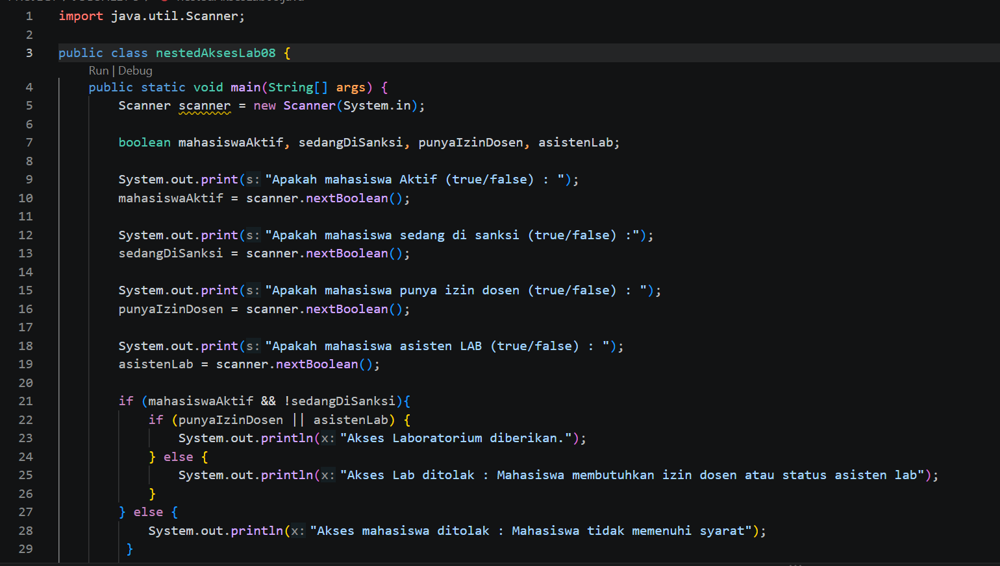 1 import java.util.Scanner;
2
3 public class nestedAksesLab08 {
Run | Debug
4 public static void main(String[] args) {
5 Scanner scanner = new Scanner(System.in);
6
7 boolean mahasiswaAktif, sedangDiSanksi, punyaIzinDosen, asistenLab;
8
9 System.out.print(s: "Apakah mahasiswa Aktif (true/false) : ");
10 mahasiswaAktif = scanner.nextBoolean();
11
12 System.out.print(s: "Apakah mahasiswa sedang di sanksi (true/false) :");
13 sedangDiSanksi = scanner.nextBoolean();
14
15 System.out.print(s: "Apakah mahasiswa punya izin dosen (true/false) : ");
16 punyaIzinDosen = scanner.nextBoolean();
17
18 System.out.print(s: "Apakah mahasiswa asisten LAB (true/false) : ");
19 asistenLab = scanner.nextBoolean();
20
21 if (mahasiswaAktif && !sedangDiSanksi){
22 if (punyaIzinDosen || asistenLab) {
23 System.out.println(x: "Akses Laboratorium diberikan.");
24 } else {
25 System.out.println(x: "Akses Lab ditolak : Mahasiswa membutuhkan izin dosen atau status asisten lab");
26 }
27 } else {
28 System.out.println(x: "Akses mahasiswa ditolak : Mahasiswa tidak memenuhi syarat");
29 }